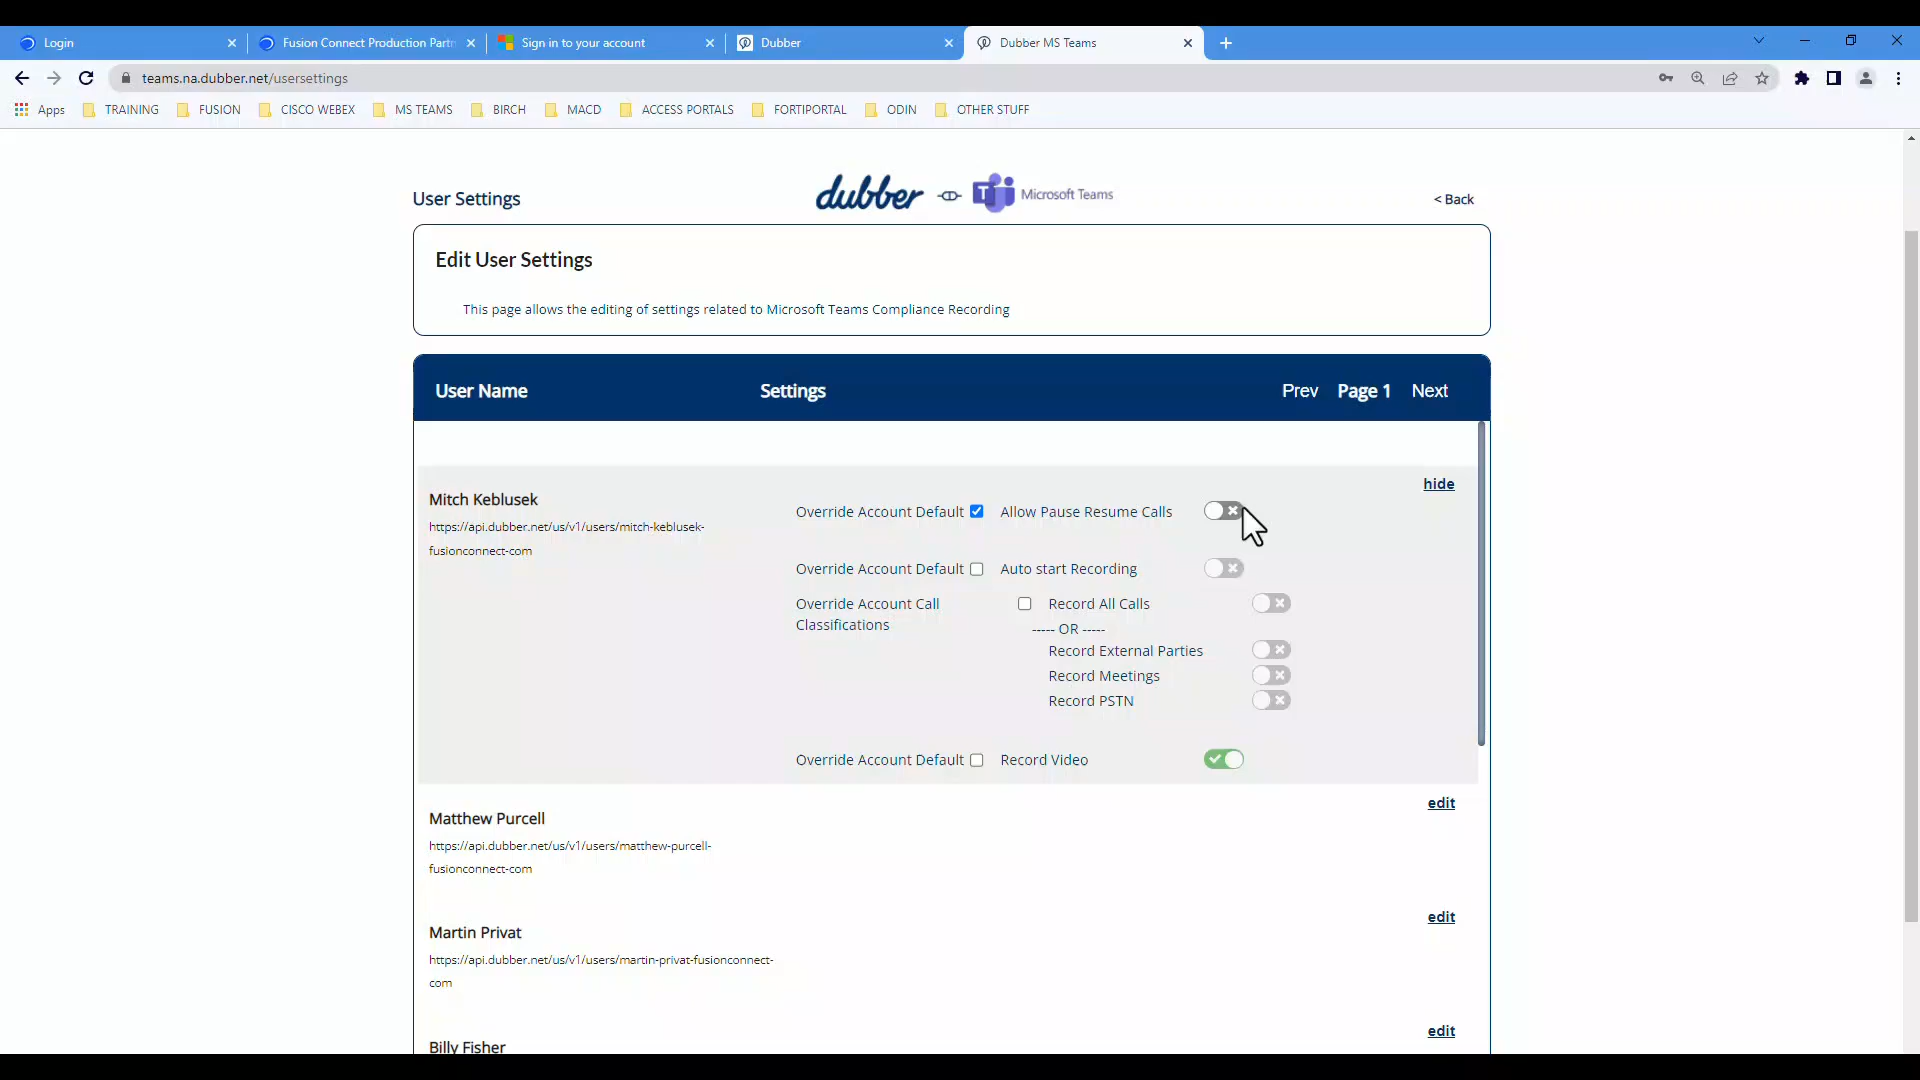 Login
Fusion Connect Production Partn
Sign in to your account
Dubber
Dubber MS Teams
teams.na.dubber.net/usersettings
Apps TRAINING FUSION CISCO WEBEX MS TEAMS BIRCH MACD ACCESS PORTALS FORTIPORTAL ODIN OTHER STUFF
User Settings
dubber
Microsoft Teams
< Back
Edit User Settings
This page allows the editing of settings related to Microsoft Teams Compliance Recording
User Name Settings Prev Page 1 Next
hide
Mitch Keblusek
https://api.dubber.net/us/v1/users/mitch-keblusek-
fusionconnect-com
Override Account Default Allow Pause Resume Calls
Override Account Default Auto start Recording
Override Account Call
Classifications
Record All Calls
----- OR -----
Record External Parties
Record Meetings
Record PSTN
Override Account Default Record Video
edit
Matthew Purcell
https://api.dubber.net/us/v1/users/matthew-purcell-
fusionconnect-com
edit
Martin Privat
https://api.dubber.net/us/v1/users/martin-privat-fusionconnect-
com
edit
Billy Fisher